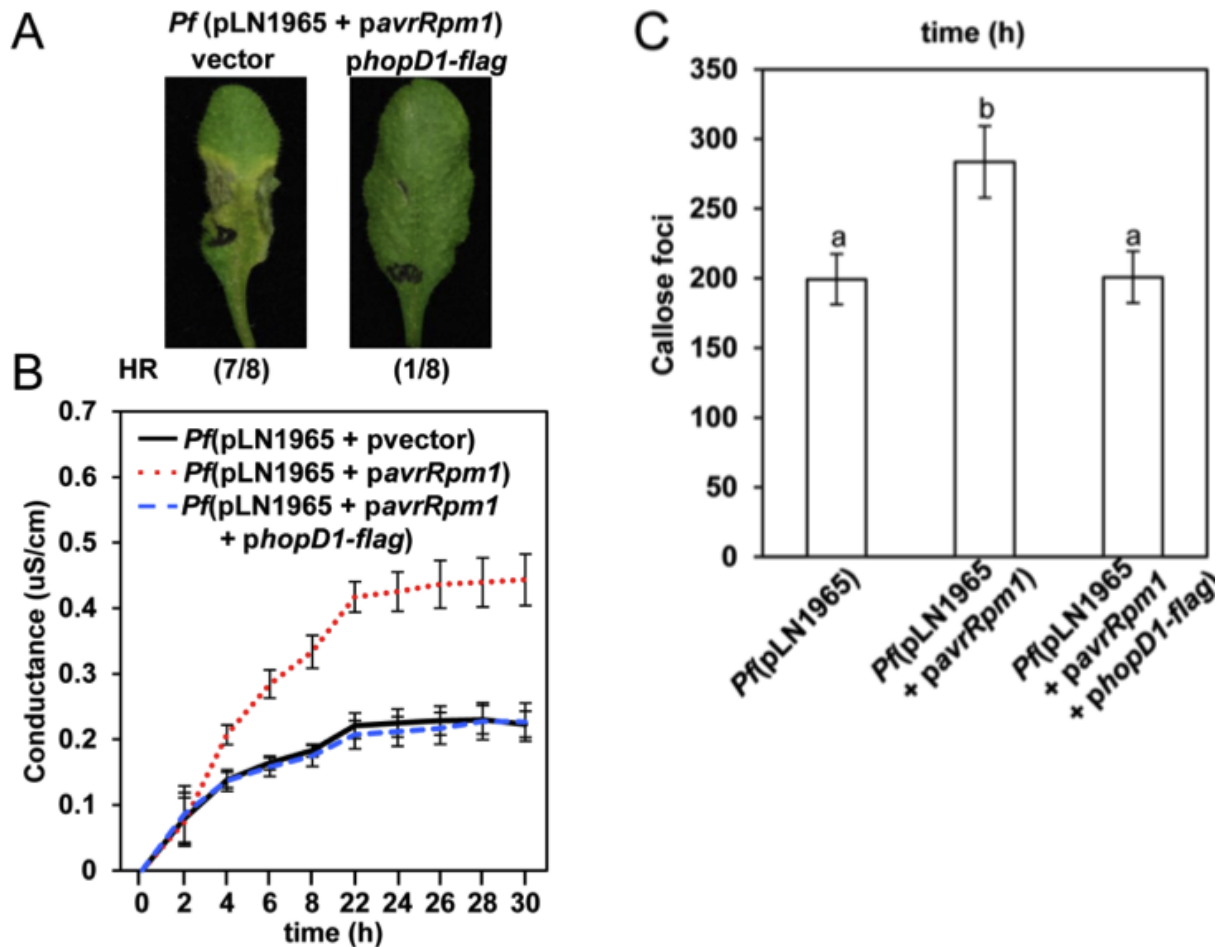 A
Pf (pLN1965 + pavrRpm1)
vector
phopD1-flag
HR
(7/8)
(1/8)
B
0.7
0.6
0.5
0.4
0.3
0.2
0.1
0
Conductance (uS/cm)
Pf(pLN1965 + pvector)
Pf(pLN1965 + pavrRpm1)
Pf(pLN1965 + pavrRpm1
+ phopD1-flag)
0 2 4 6 8 22 24 26 28 30
time (h)
C
time (h)
350
300
250
200
150
100
50
0
Callose foci
a
b
a
Pf(pLN1965)
Pf(pLN1965
+ pavrRpm1)
Pf(pLN1965
+ pavrRpm1
+ phopD1-flag)